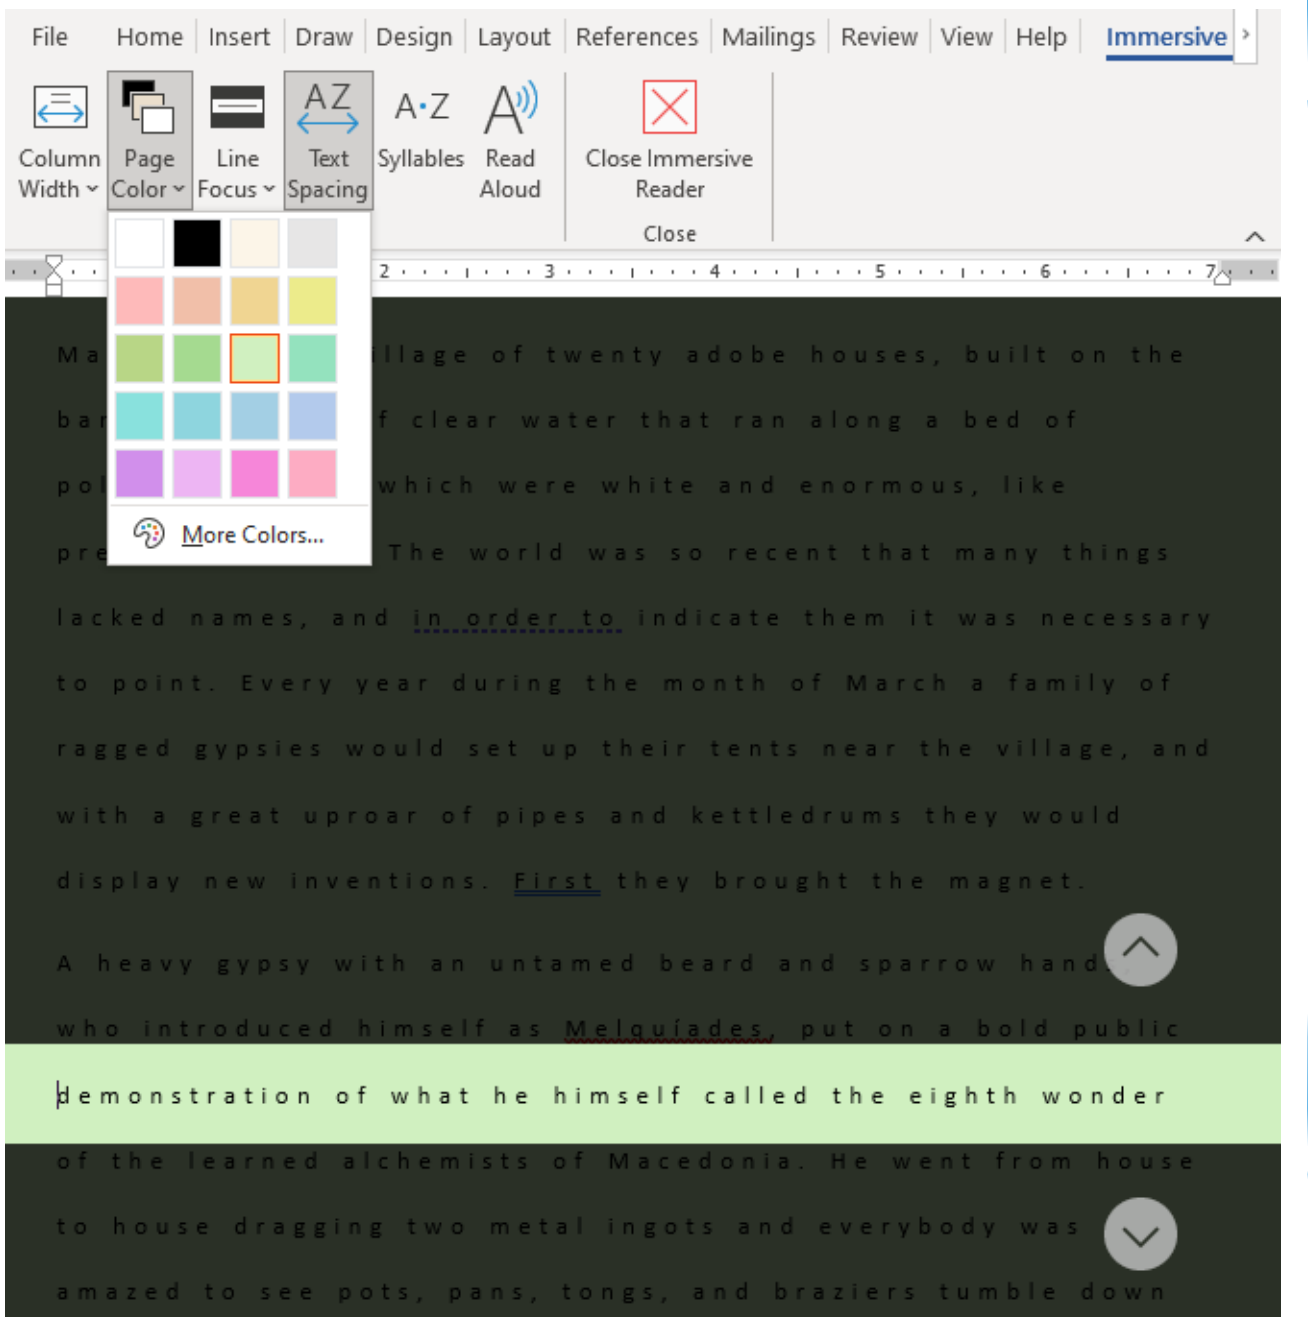 File Home Insert Draw Design Layout References Mailings Review View Help Immersive
AZ A·Z A
Column Page Line Text Syllables Read Close Immersive
Width Color Focus Spacing Aloud Reader
Close
2 3 4 5 6 7
More Colors...
illage of twenty adobe houses, built on the
f clear water that ran along a bed of
which were white and enormous, like
The world was so recent that many things
lacked names, and in order to indicate them it was necessary
to point. Every year during the month of March a family of
ragged gypsies would set up their tents near the village, and
with a great uproar of pipes and kettledrums they would
display new inventions. First they brought the magnet.
A heavy gypsy with an untamed beard and sparrow hand
who introduced himself as Melquíades, put on a bold public
demonstration of what he himself called the eighth wonder
of the learned alchemists of Macedonia. He went from house
to house dragging two metal ingots and everybody was
amazed to see pots, pans, tongs, and braziers tumble down